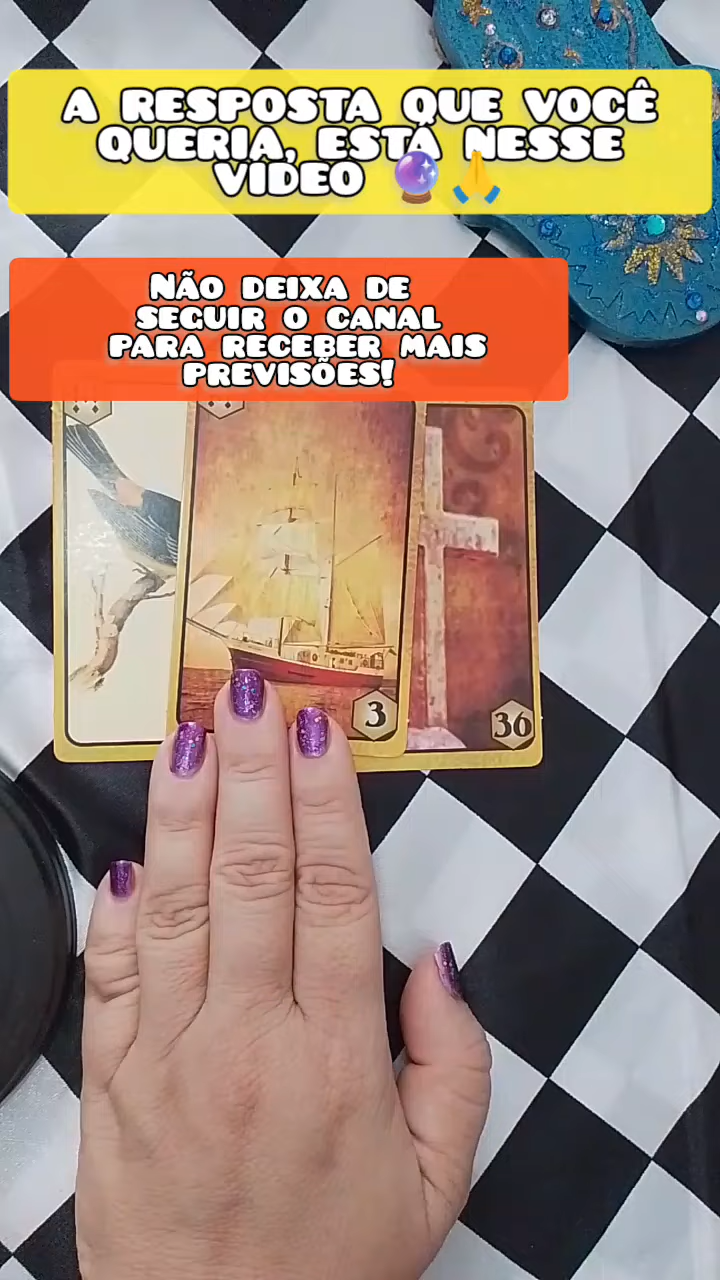 A RESPOSTA QUE VOCÊ
QUERIA, ESTÁ NESSE
VÍDEO 🔮🙏
NÃO DEIXA DE
SEGUIR O CANAL
PARA RECEBER MAIS
PREVISÕES!
3
36